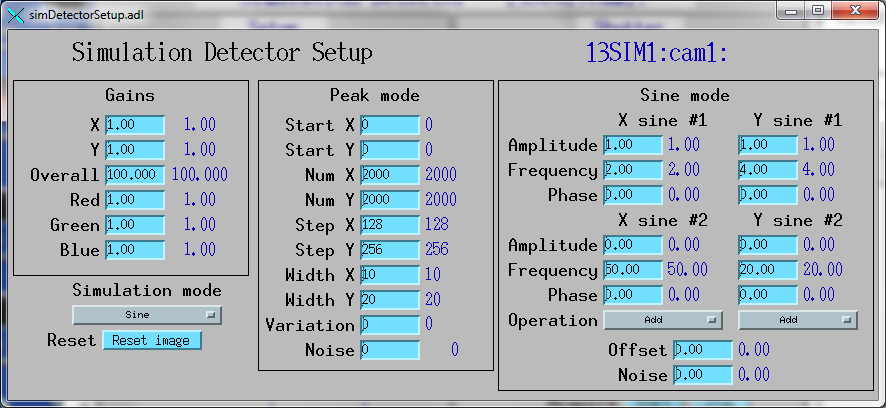 simDetectorSetup.adl
Simulation Detector Setup
13SIM1:cam1:
Gains
X 1.00 1.00
Y 1.00 1.00
Overall 100.000 100.000
Red 1.00 1.00
Green 1.00 1.00
Blue 1.00 1.00
Simulation mode
Sine
Reset Reset image
Peak mode
Start X 0 0
Start Y 0 0
Num X 2000 2000
Num Y 2000 2000
Step X 128 128
Step Y 256 256
Width X 10 10
Width Y 20 20
Variation 0 0
Noise 0 0
Sine mode
X sine #1 Y sine #1
Amplitude 1.00 1.00 1.00 1.00
Frequency 2.00 2.00 4.00 4.00
Phase 0.00 0.00 0.00 0.00
X sine #2 Y sine #2
Amplitude 0.00 0.00 0.00 0.00
Frequency 50.00 50.00 20.00 20.00
Phase 0.00 0.00 0.00 0.00
Operation Add Add
Offset 0.00 0.00
Noise 0.00 0.00